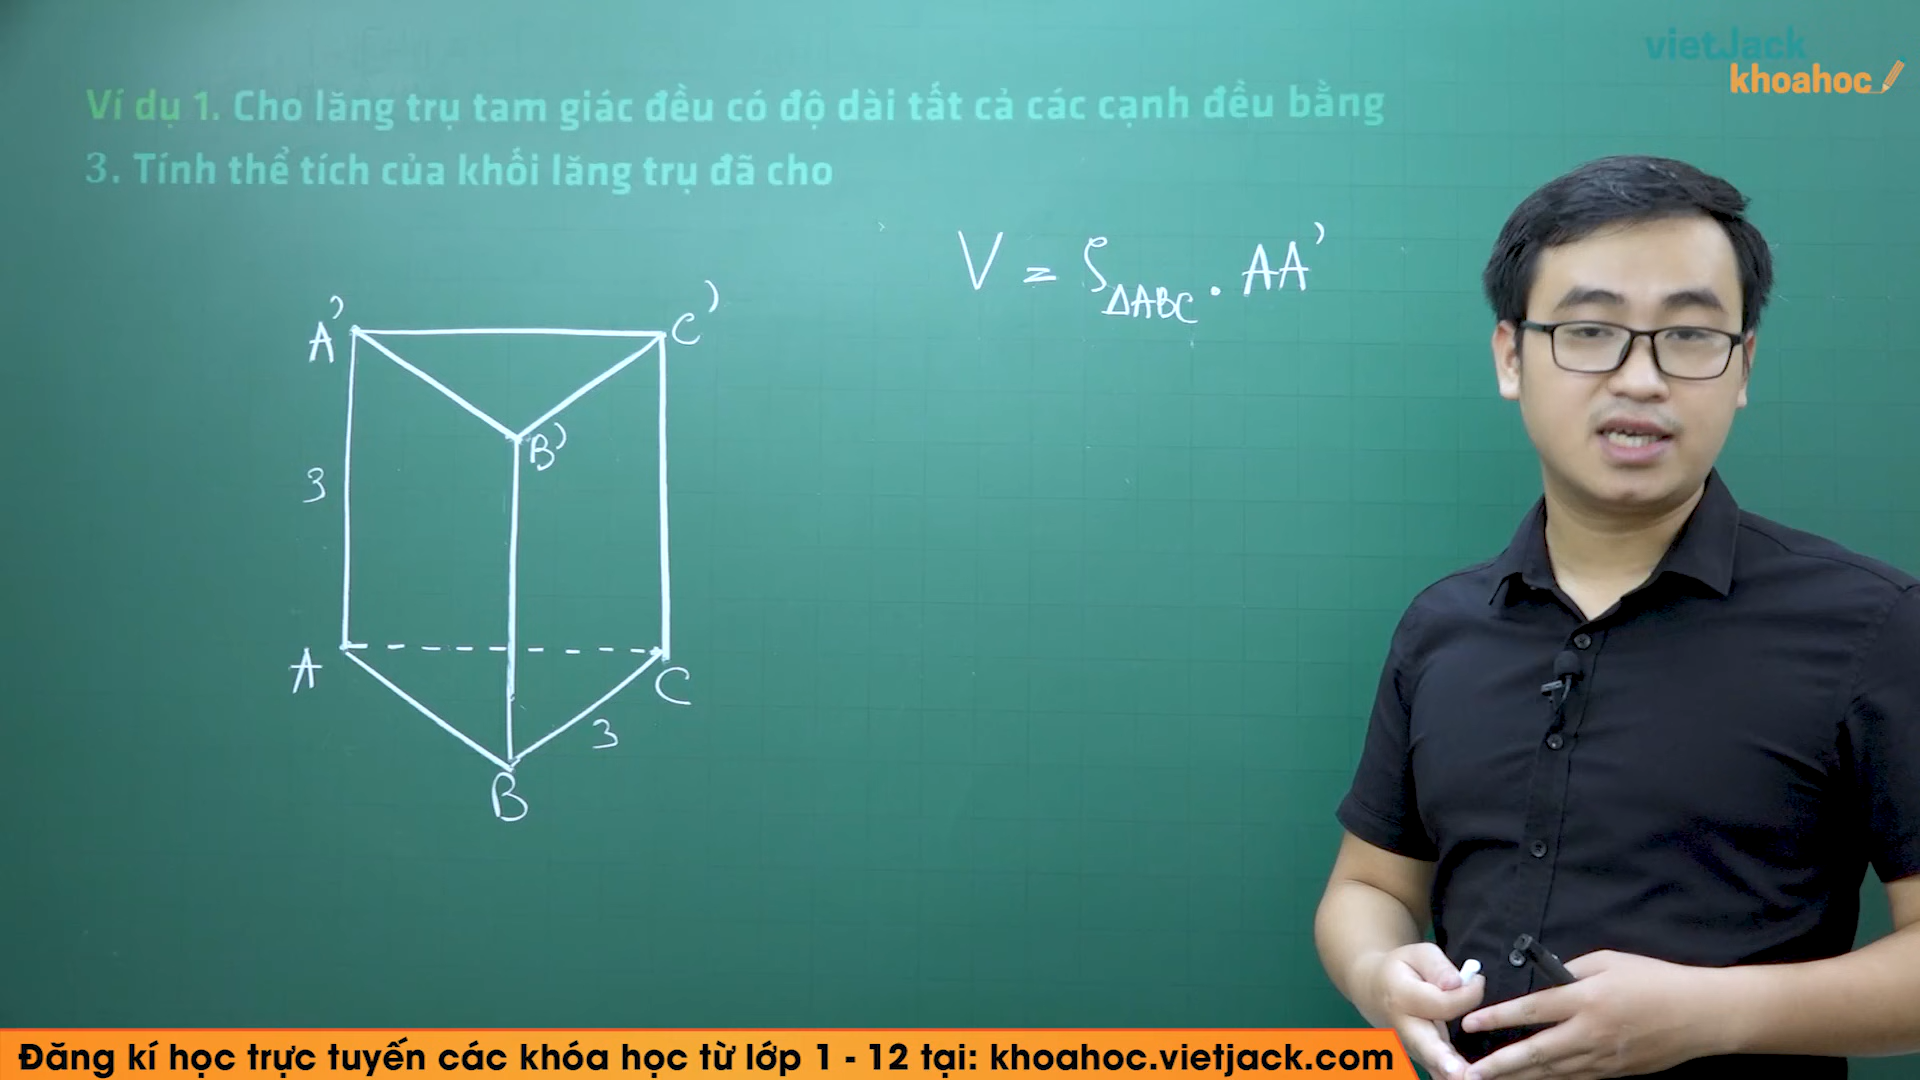 vietJack
khoahoc
Ví dụ 1. Cho lăng trụ tam giác đều có độ dài tất cả các cạnh đều bằng
3. Tính thể tích của khối lăng trụ đã cho
V = S△ABC . AA'
A'
C'
B'
3
A
C
3
B
Đăng kí học trực tuyến các khóa học từ lớp 1 - 12 tại: khoahoc.vietjack.com